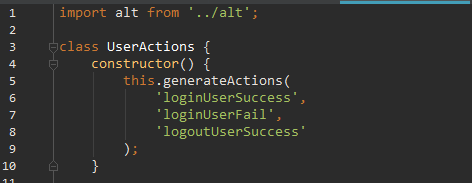 1 import alt from '../alt';
2
3 class UserActions {
4 constructor() {
5 this.generateActions(
6 'loginUserSuccess',
7 'loginUserFail',
8 'logoutUserSuccess'
9 );
10 }
11